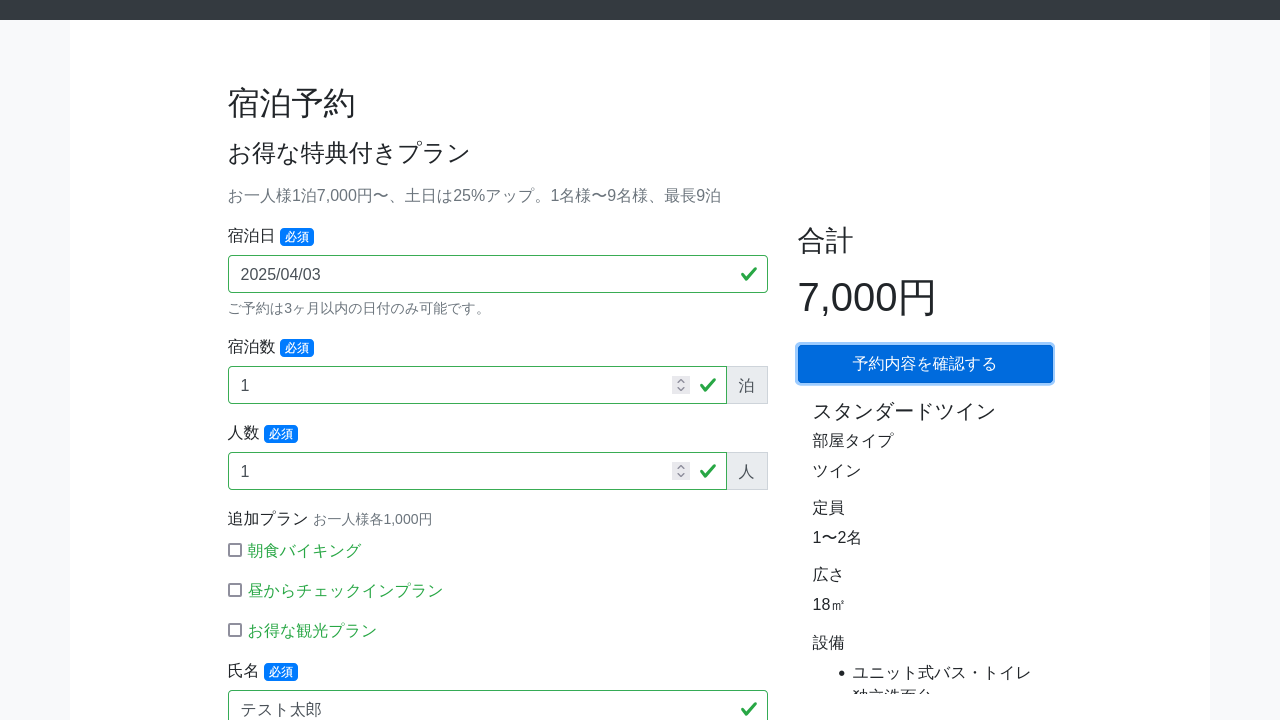 宿泊予約
お得な特典付きプラン
お一人様1泊7,000円〜、土日は25%アップ。1名様〜9名様、最長9泊
宿泊日 必須
2025/04/03
ご予約は3ヶ月以内の日付のみ可能です。
宿泊数 必須
1 泊
人数 必須
1 人
追加プラン お一人様各1,000円
朝食バイキング
昼からチェックインプラン
お得な観光プラン
氏名 必須
テスト太郎
合計
7,000円
予約内容を確認する
スタンダードツイン
部屋タイプ
ツイン
定員
1〜2名
広さ
18㎡
設備
ユニット式バス・トイレ